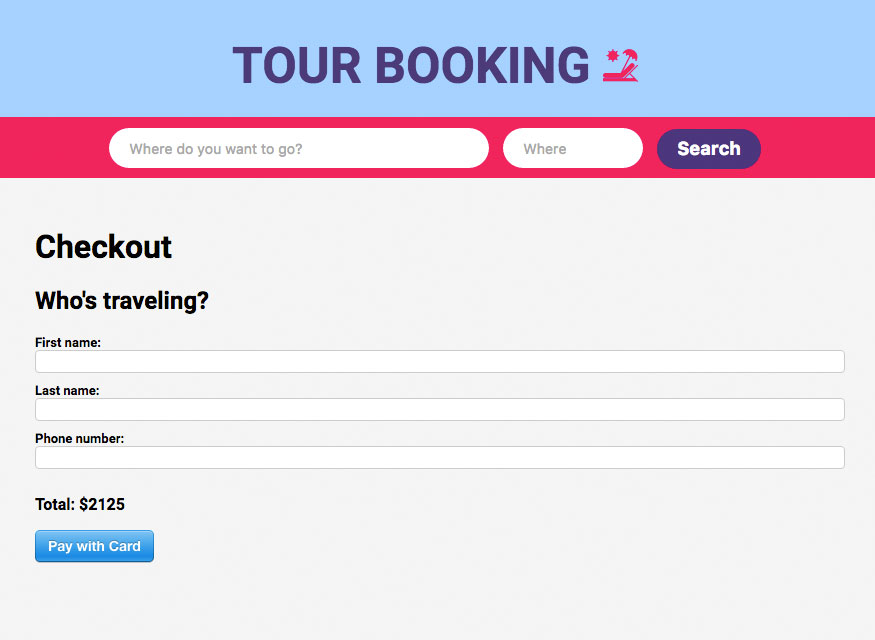 TOUR BOOKING
Where do you want to go? Where Search
Checkout
Who's traveling?
First name:
Last name:
Phone number:
Total: $2125
Pay with Card